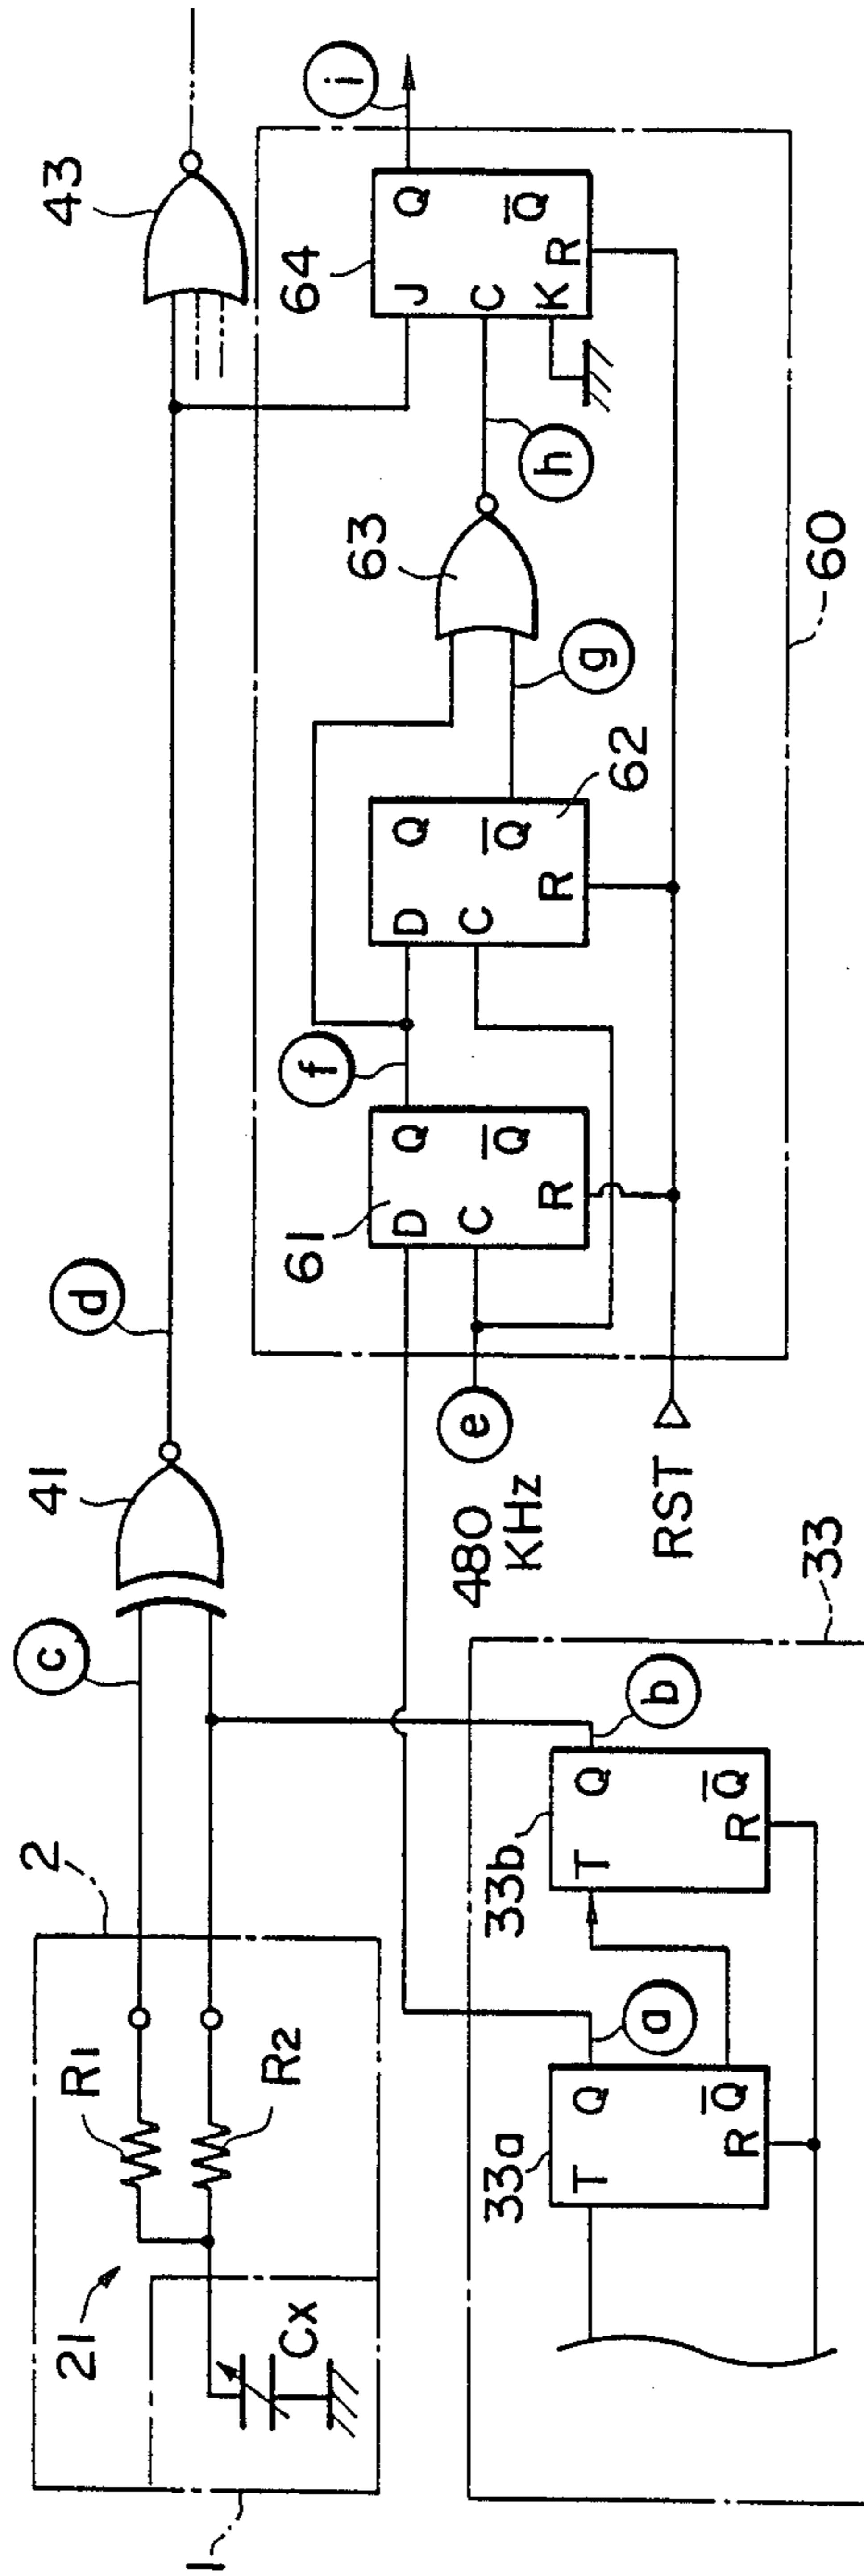 1
2
21
R1
R2
Cx
c
41
d
43
33
33a
T
Q
Q̅
R
a
33b
T
Q
Q̅
R
b
480
KHz
e
RST
60
61
D
C
Q
Q̅
R
f
62
D
C
Q
Q̅
R
g
63
h
64
J
C
K
Q
Q̅
R
i